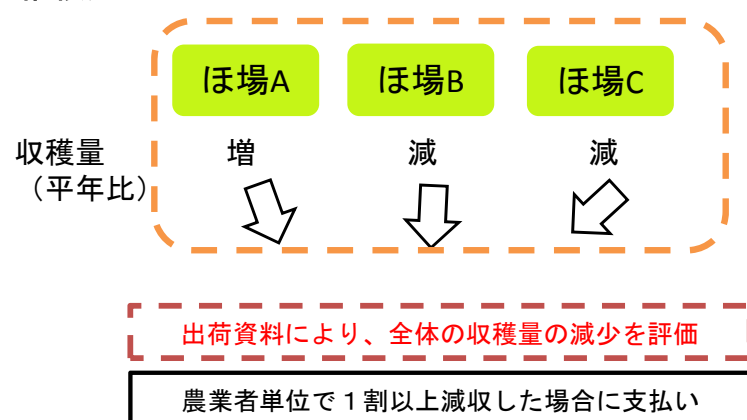 ほ場A ほ場B ほ場C
収穫量 増 減 減
（平年比）
出荷資料により、全体の収穫量の減少を評価
農業者単位で１割以上減収した場合に支払い